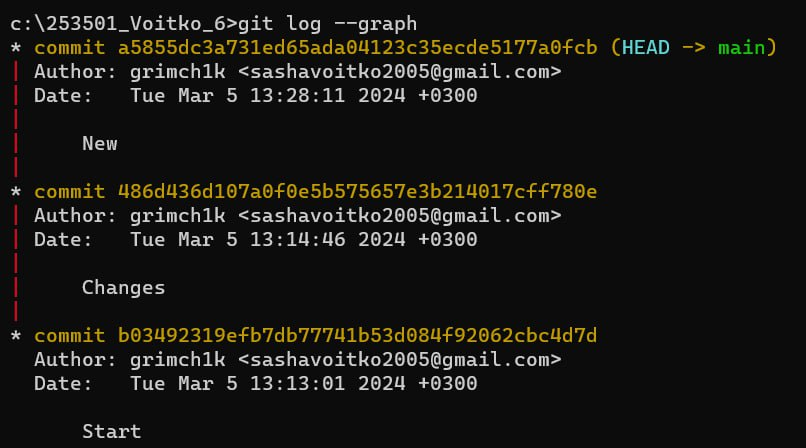 c:\253501_Voitko_6>git log --graph
* commit a5855dc3a731ed65ada04123c35ecde5177a0fcb (HEAD -> main)
| Author: grimch1k <sashavoitko2005@gmail.com>
| Date:   Tue Mar 5 13:28:11 2024 +0300
|
|     New
|
* commit 486d436d107a0f0e5b575657e3b214017cff780e
| Author: grimch1k <sashavoitko2005@gmail.com>
| Date:   Tue Mar 5 13:14:46 2024 +0300
|
|     Changes
|
* commit b03492319efb7db77741b53d084f92062cbc4d7d
  Author: grimch1k <sashavoitko2005@gmail.com>
  Date:   Tue Mar 5 13:13:01 2024 +0300

      Start